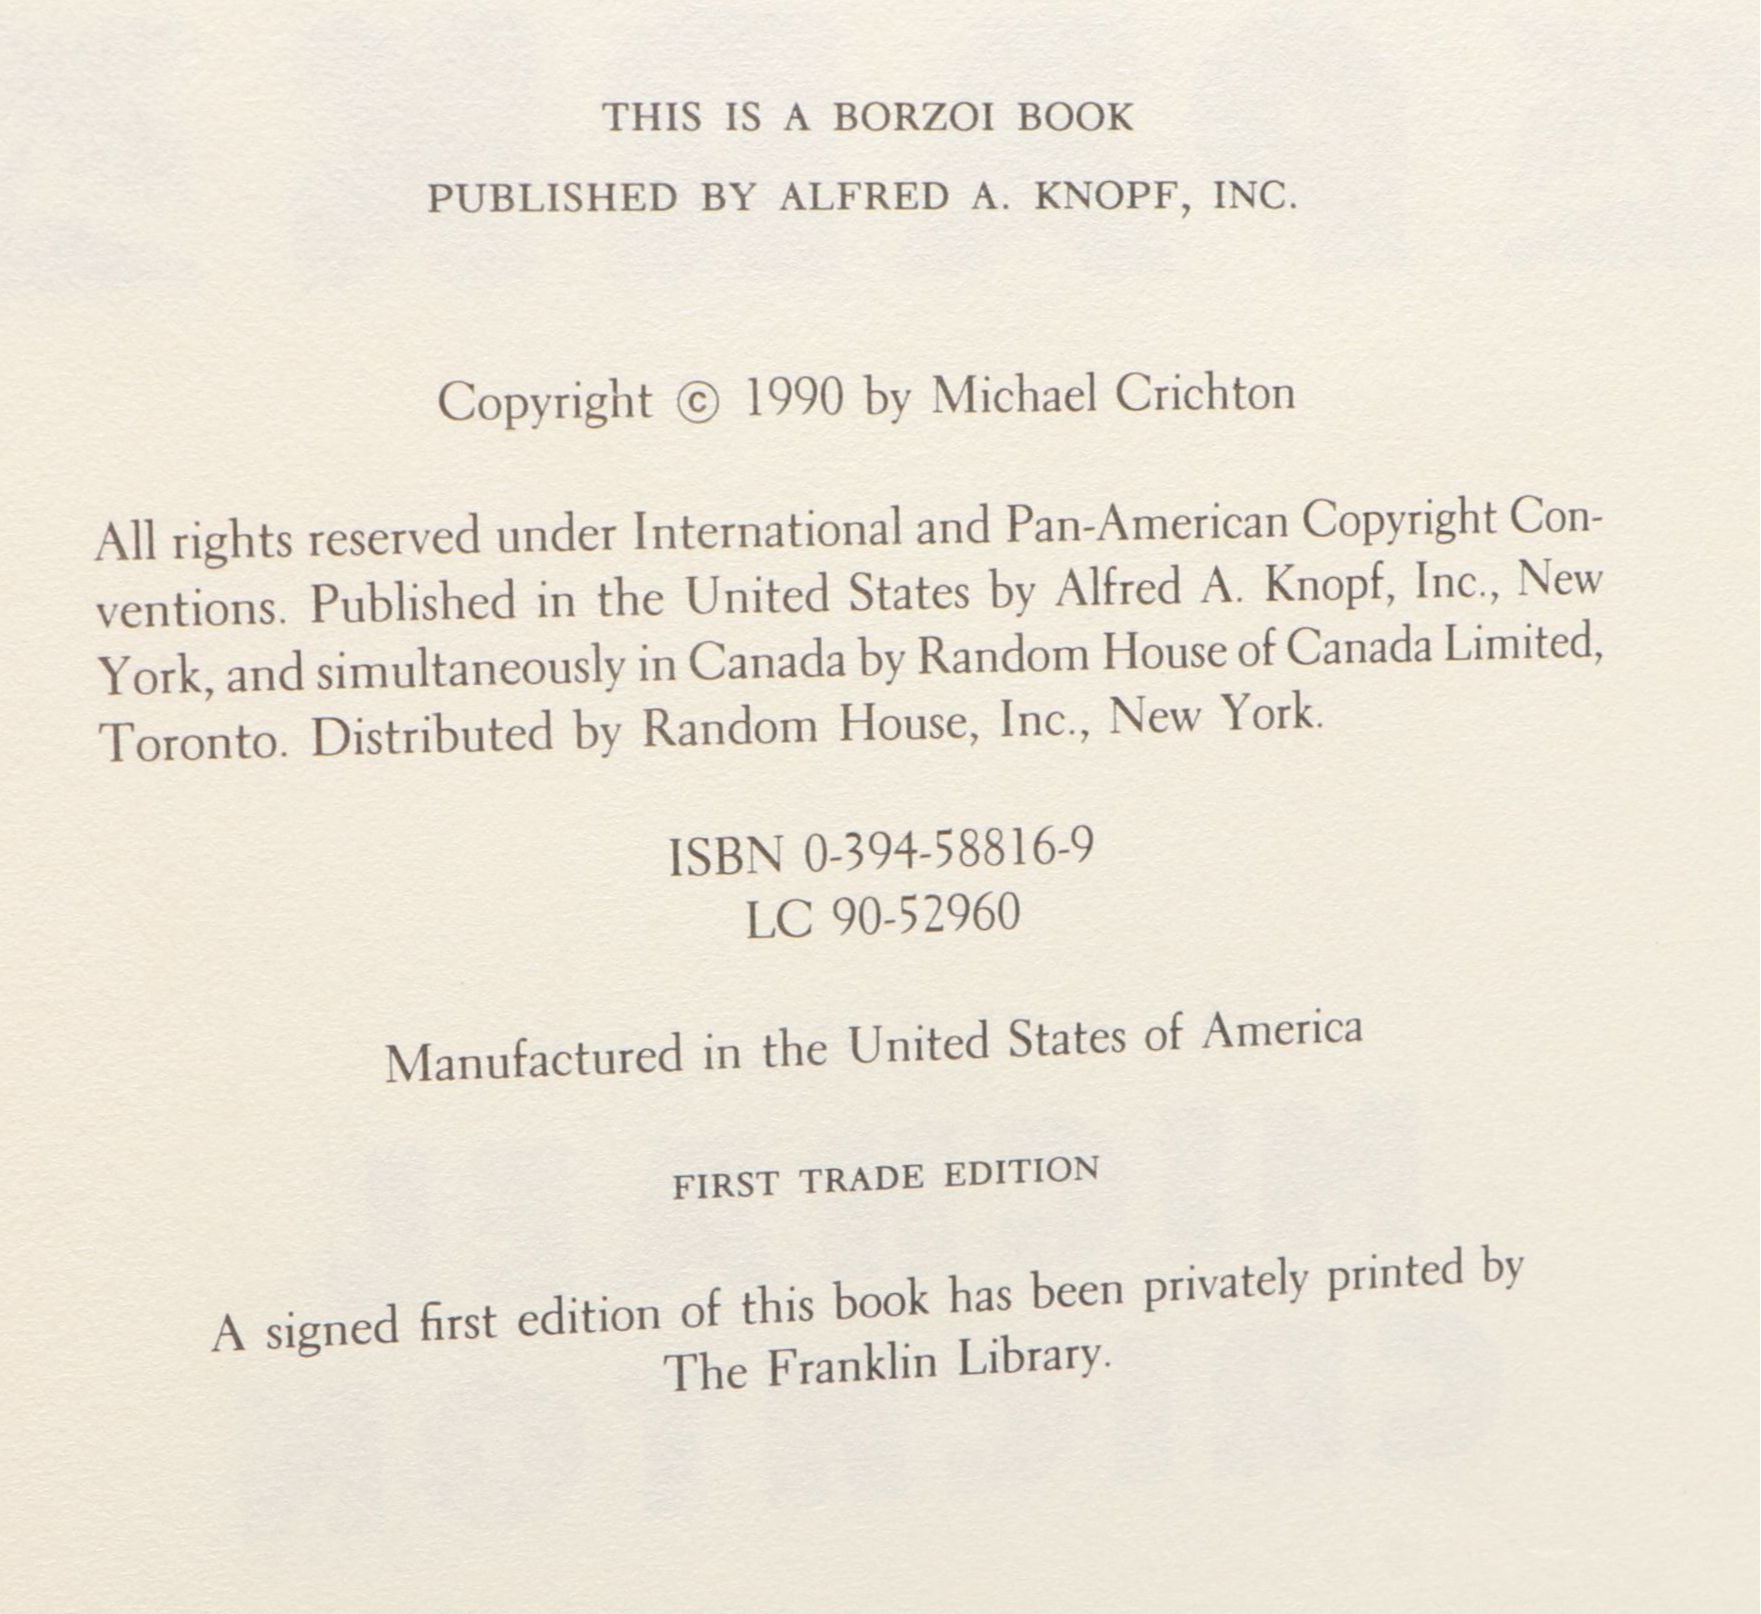 THIS IS A BORZOI BOOK
PUBLISHED BY ALFRED A. KNOPF, INC.
Copyright © 1990 by Michael Crichton
All rights reserved under International and Pan-American Copyright Con-
ventions. Published in the United States by Alfred A. Knopf, Inc., New
York, and simultaneously in Canada by Random House of Canada Limited,
Toronto. Distributed by Random House, Inc., New York.
ISBN 0-394-58816-9
LC 90-52960
Manufactured in the United States of America
FIRST TRADE EDITION
A signed first edition of this book has been privately printed by
The Franklin Library.